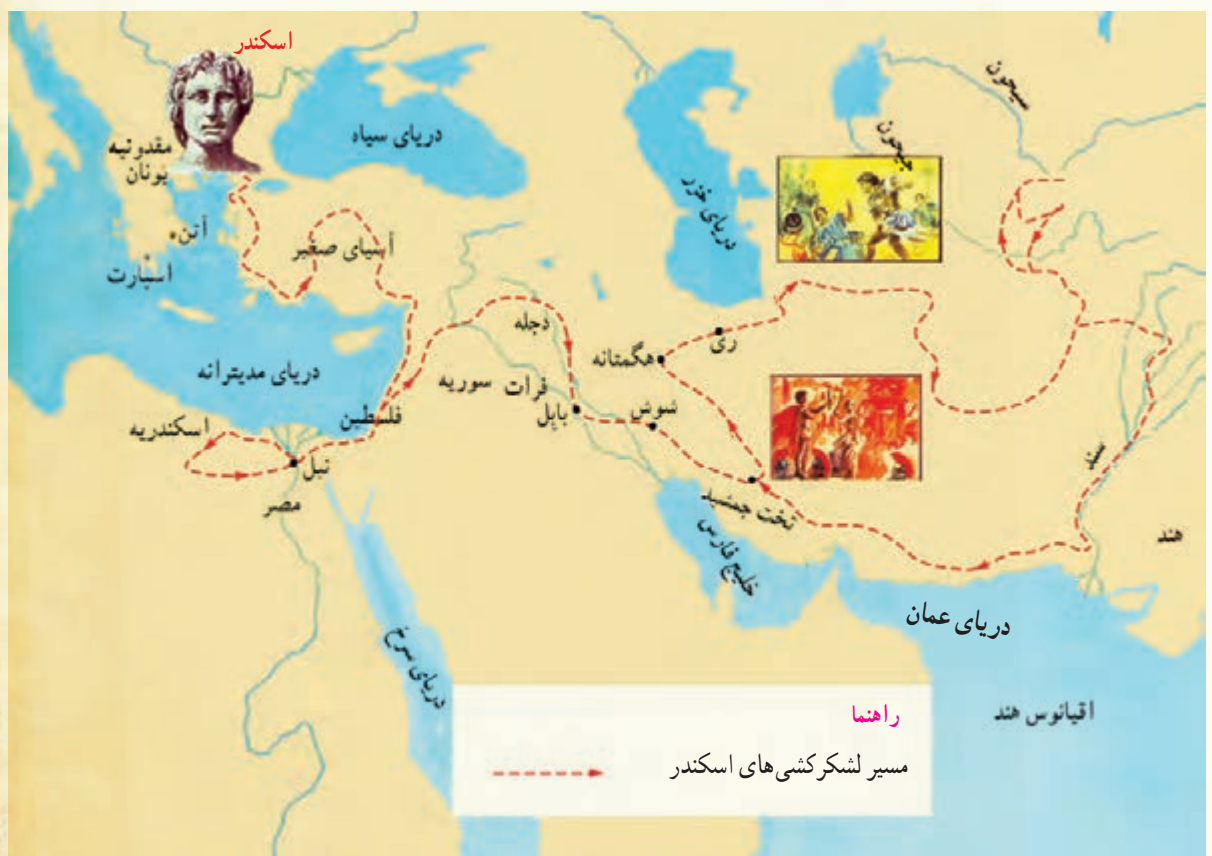 اسکندر
مقدونیه
یونان
دریای سیاه
سیحون
جیحون
دریای خزر
آتن
اسپارت
آسیای صغیر
دجله
ری
هگمتانه
دریای مدیترانه
سوریه
فرات
بابل
شوش
فلسطین
اسکندریه
نیل
مصر
تخت جمشید
خلیج فارس
سند
هند
دریای عمان
دریای سرخ
اقیانوس هند
راهنما
مسیر لشکرکشی‌های اسکندر